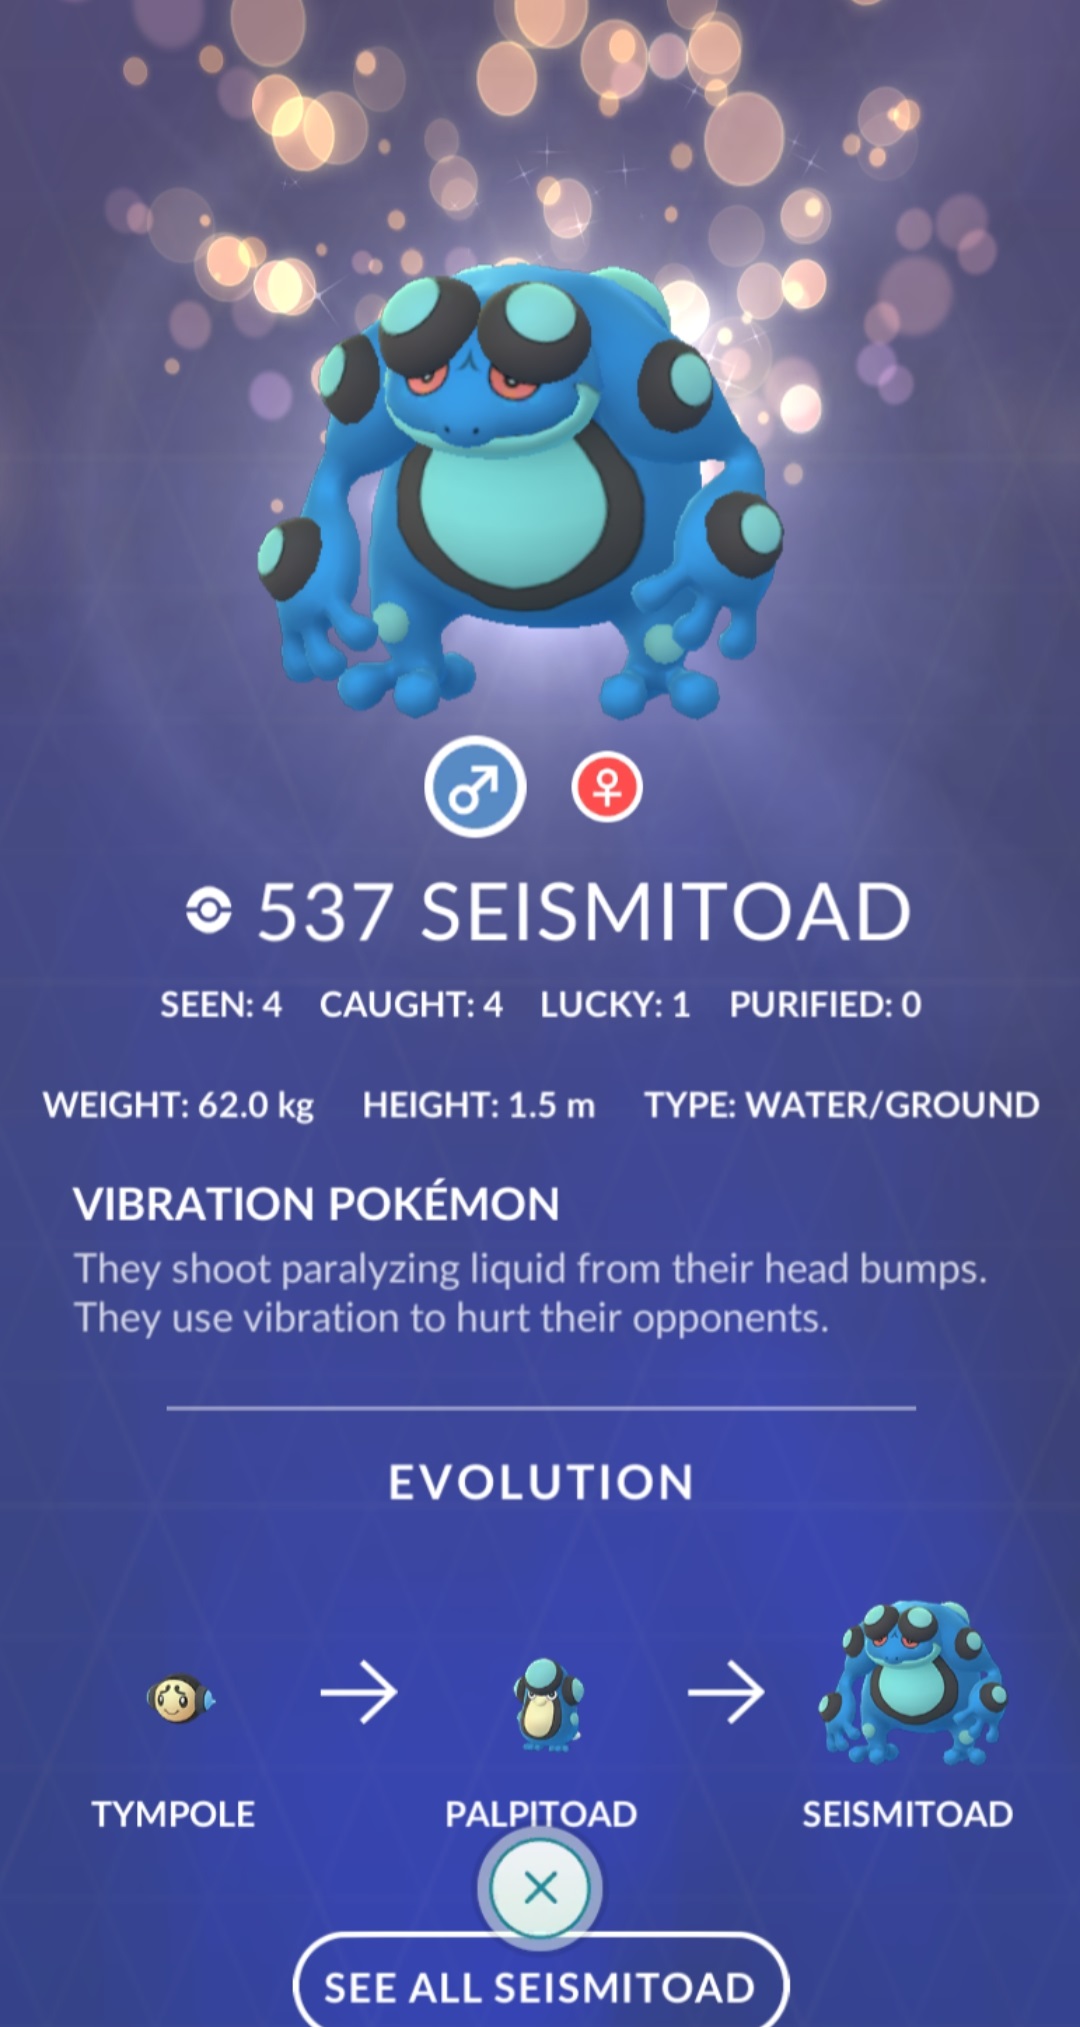 537 SEISMITOAD
SEEN: 4 CAUGHT: 4 LUCKY: 1 PURIFIED: 0
WEIGHT: 62.0 kg HEIGHT: 1.5 m TYPE: WATER/GROUND
VIBRATION POKÉMON
They shoot paralyzing liquid from their head bumps.
They use vibration to hurt their opponents.
EVOLUTION
TYMPOLE PALPITOAD SEISMITOAD
SEE ALL SEISMITOAD